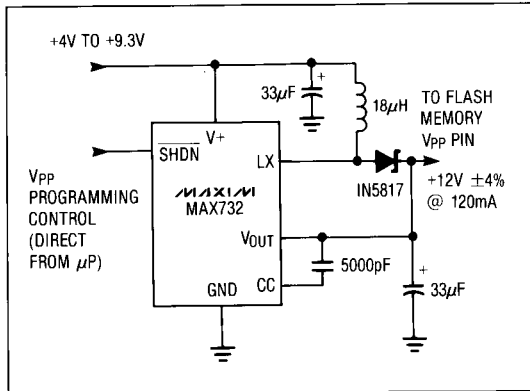 +4V TO +9.3V
33µF
+
18µH
TO FLASH
MEMORY
VPP PIN
V+
SHDN
LX
IN5817
+12V ±4%
@ 120mA
VPP
PROGRAMMING
CONTROL
(DIRECT
FROM µP)
MAXIM
MAX732
VOUT
5000pF
CC
GND
+
33µF